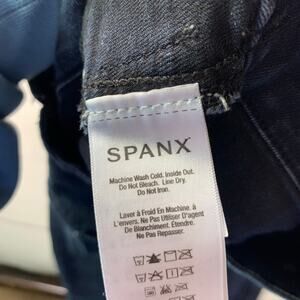 SPANX
Machine Wash Cold. Inside Out.
Do Not Bleach. Line Dry.
Do Not Iron.
Laver à Froid En Machine. à
L'envers. Ne Pas Utiliser D'agent
De Blanchiment. Étendre.
Ne Pas Repasser.